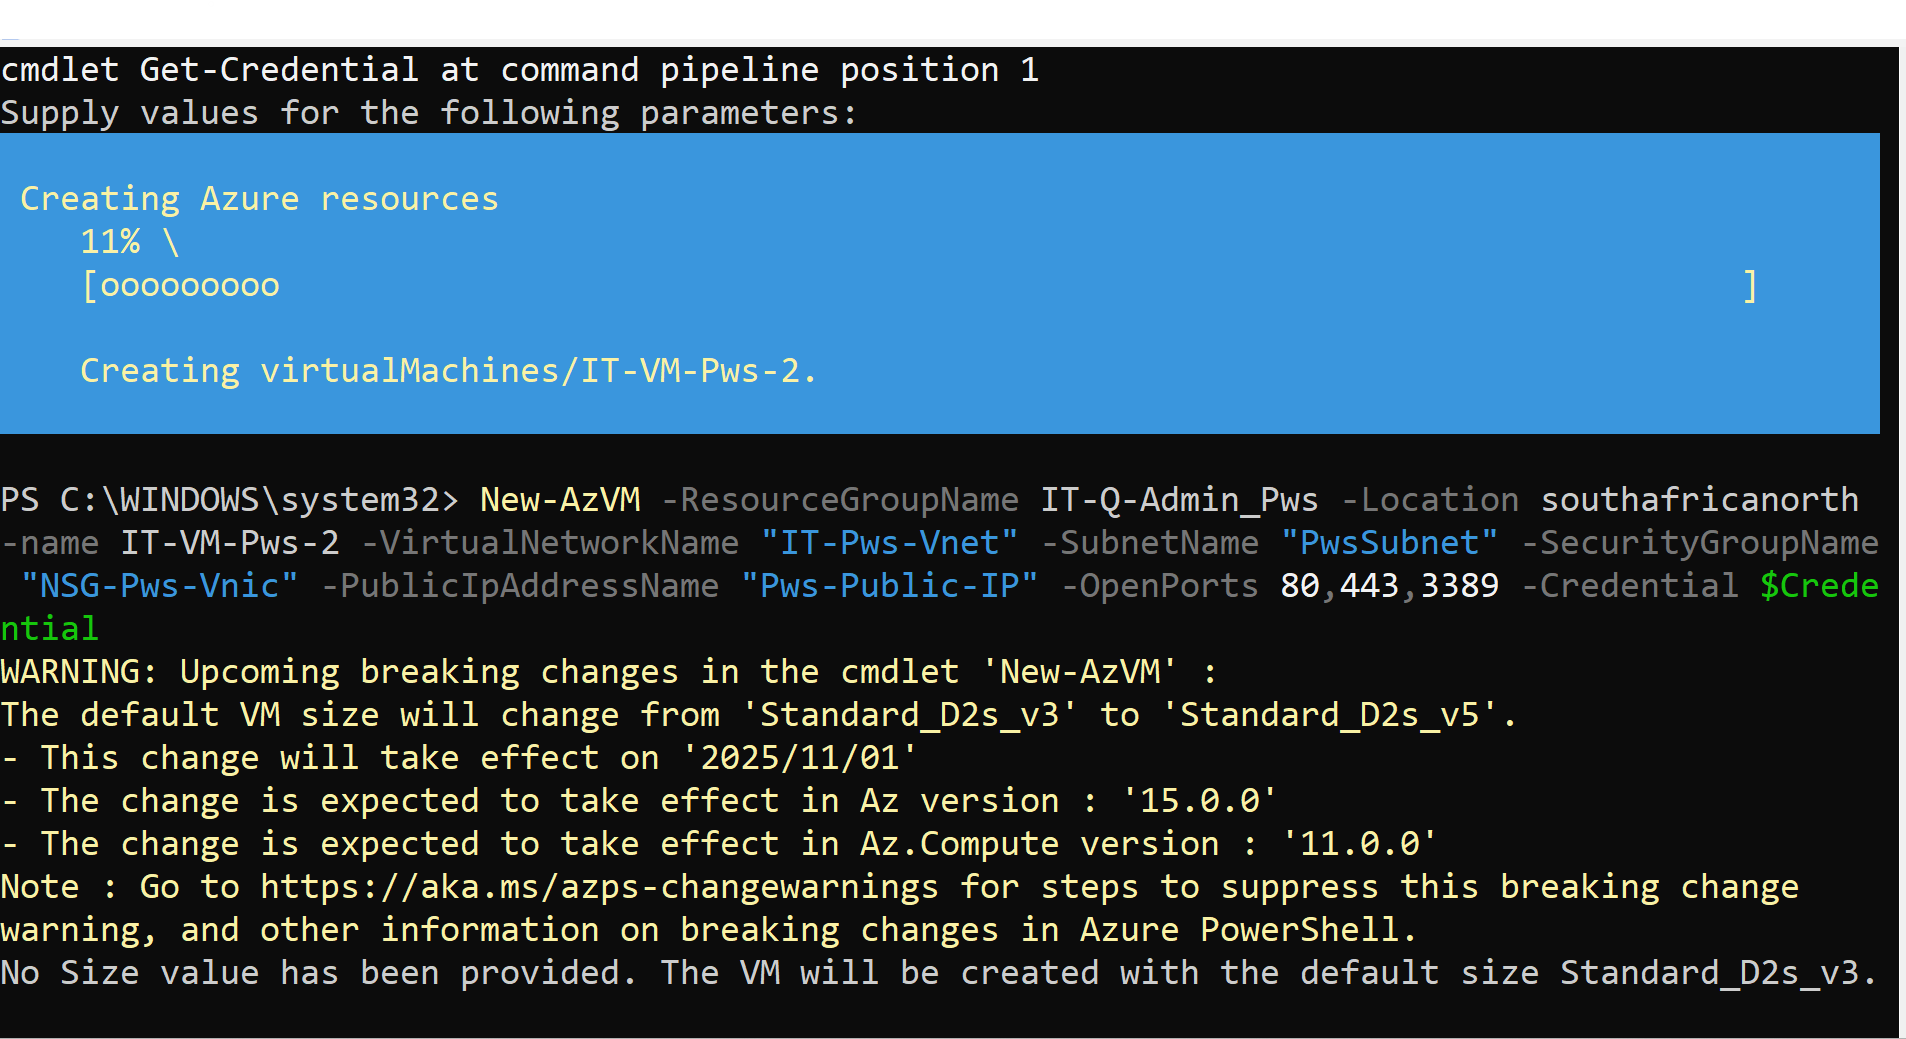 cmdlet Get-Credential at command pipeline position 1
Supply values for the following parameters:
Creating Azure resources
11% \
[ooooooooo ]
Creating virtualMachines/IT-VM-Pws-2.
PS C:\WINDOWS\system32> New-AzVM -ResourceGroupName IT-Q-Admin_Pws -Location southafricanorth
-name IT-VM-Pws-2 -VirtualNetworkName "IT-Pws-Vnet" -SubnetName "PwsSubnet" -SecurityGroupName
"NSG-Pws-Vnic" -PublicIpAddressName "Pws-Public-IP" -OpenPorts 80,443,3389 -Credential $Crede
ntial
WARNING: Upcoming breaking changes in the cmdlet 'New-AzVM' :
The default VM size will change from 'Standard_D2s_v3' to 'Standard_D2s_v5'.
- This change will take effect on '2025/11/01'
- The change is expected to take effect in Az version : '15.0.0'
- The change is expected to take effect in Az.Compute version : '11.0.0'
Note : Go to https://aka.ms/azps-changewarnings for steps to suppress this breaking change
warning, and other information on breaking changes in Azure PowerShell.
No Size value has been provided. The VM will be created with the default size Standard_D2s_v3.